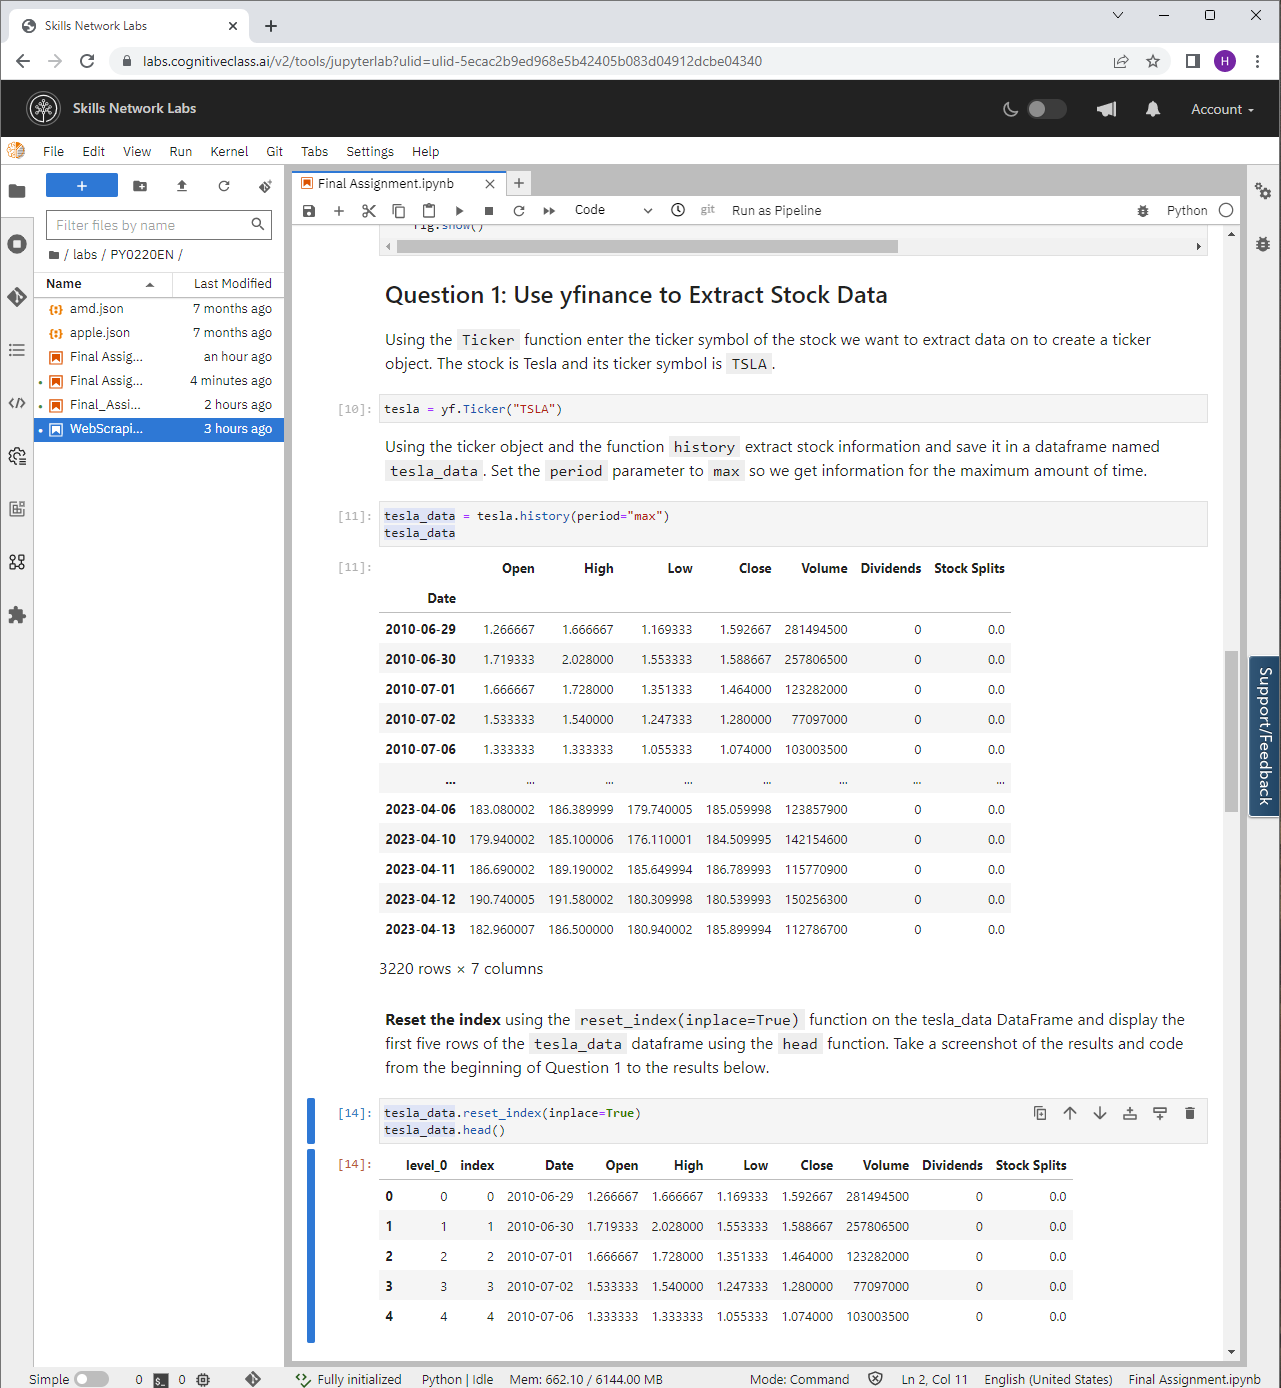 Skills Network Labs
labs.cognitiveclass.ai/v2/tools/jupyterlab?ulid=ulid-5ecac2b9ed968e5b42405b083d04912dcbe04340
H
Skills Network Labs
Account
File Edit View Run Kernel Git Tabs Settings Help
Final Assignment.ipynb
Filter files by name
Code
git
Run as Pipeline
Python
/ labs / PY0220EN /
Name Last Modified
amd.json 7 months ago
apple.json 7 months ago
Final Assig... an hour ago
Final Assig... 4 minutes ago
Final_Assi... 2 hours ago
WebScrapi... 3 hours ago
fig.show()
Question 1: Use yfinance to Extract Stock Data
Using the Ticker function enter the ticker symbol of the stock we want to extract data on to create a ticker
object. The stock is Tesla and its ticker symbol is TSLA.
[10]: tesla = yf.Ticker("TSLA")
Using the ticker object and the function history extract stock information and save it in a dataframe named
tesla_data. Set the period parameter to max so we get information for the maximum amount of time.
[11]: tesla_data = tesla.history(period="max")
tesla_data
[11]: Open High Low Close Volume Dividends Stock Splits
Date
2010-06-29 1.266667 1.666667 1.169333 1.592667 281494500 0 0.0
2010-06-30 1.719333 2.028000 1.553333 1.588667 257806500 0 0.0
2010-07-01 1.666667 1.728000 1.351333 1.464000 123282000 0 0.0
2010-07-02 1.533333 1.540000 1.247333 1.280000 77097000 0 0.0
2010-07-06 1.333333 1.333333 1.055333 1.074000 103003500 0 0.0
... ... ... ... ... ... ... ...
2023-04-06 183.080002 186.389999 179.740005 185.059998 123857900 0 0.0
2023-04-10 179.940002 185.100006 176.110001 184.509995 142154600 0 0.0
2023-04-11 186.690002 189.190002 185.649994 186.789993 115770900 0 0.0
2023-04-12 190.740005 191.580002 180.309998 180.539993 150256300 0 0.0
2023-04-13 182.960007 186.500000 180.940002 185.899994 112786700 0 0.0
3220 rows × 7 columns
Reset the index using the reset_index(inplace=True) function on the tesla_data DataFrame and display the
first five rows of the tesla_data dataframe using the head function. Take a screenshot of the results and code
from the beginning of Question 1 to the results below.
[14]: tesla_data.reset_index(inplace=True)
tesla_data.head()
[14]: level_0 index Date Open High Low Close Volume Dividends Stock Splits
0 0 0 2010-06-29 1.266667 1.666667 1.169333 1.592667 281494500 0 0.0
1 1 1 2010-06-30 1.719333 2.028000 1.553333 1.588667 257806500 0 0.0
2 2 2 2010-07-01 1.666667 1.728000 1.351333 1.464000 123282000 0 0.0
3 3 3 2010-07-02 1.533333 1.540000 1.247333 1.280000 77097000 0 0.0
4 4 4 2010-07-06 1.333333 1.333333 1.055333 1.074000 103003500 0 0.0
Support/Feedback
Simple 0 $_ 0 Fully initialized Python | Idle Mem: 662.10 / 6144.00 MB Mode: Command Ln 2, Col 11 English (United States) Final Assignment.ipynb